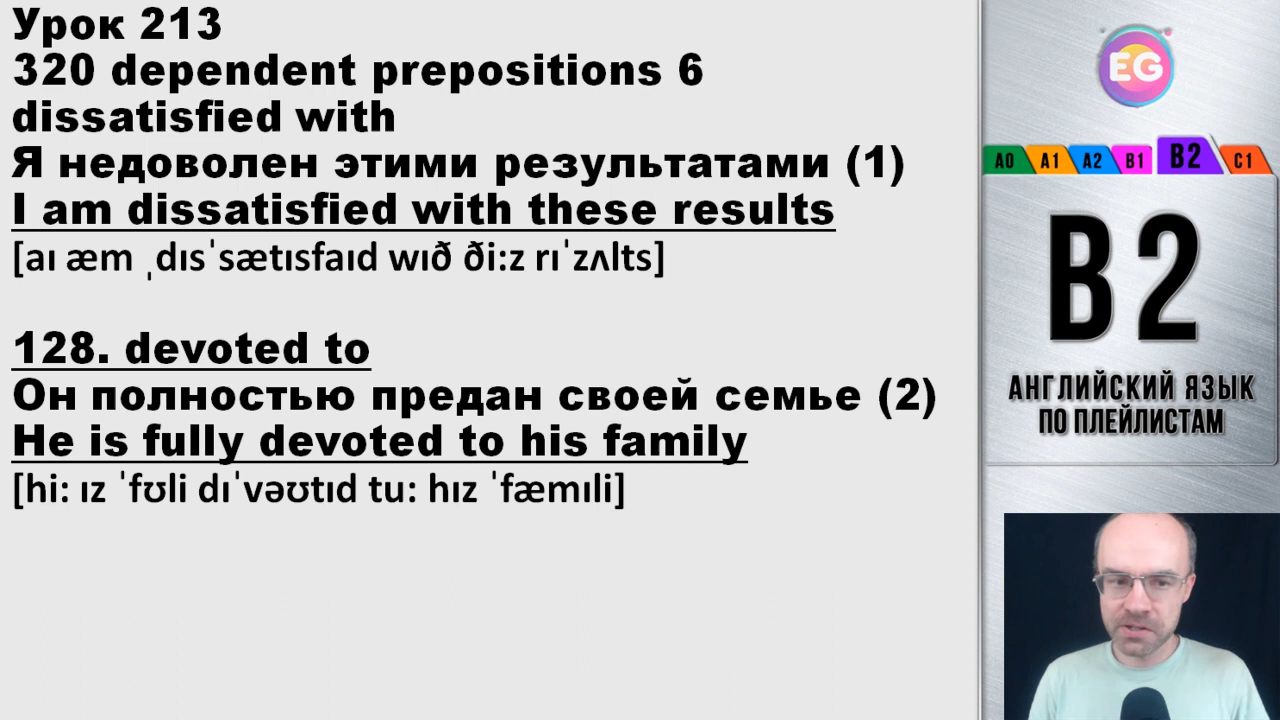 Урок 213
320 dependent prepositions 6
dissatisfied with
Я недоволен этими результатами (1)
I am dissatisfied with these results
[aɪ æm ˌdɪsˈsætɪsfaɪd wɪð ði:z rɪˈzʌlts]
128. devoted to
Он полностью предан своей семье (2)
He is fully devoted to his family
[hi: ɪz ˈfʊli dɪˈvəʊtɪd tu: hɪz ˈfæmɪli]
EG
A0 A1 A2 B1 B2 C1
B2
АНГЛИЙСКИЙ ЯЗЫК
ПО ПЛЕЙЛИСТАМ